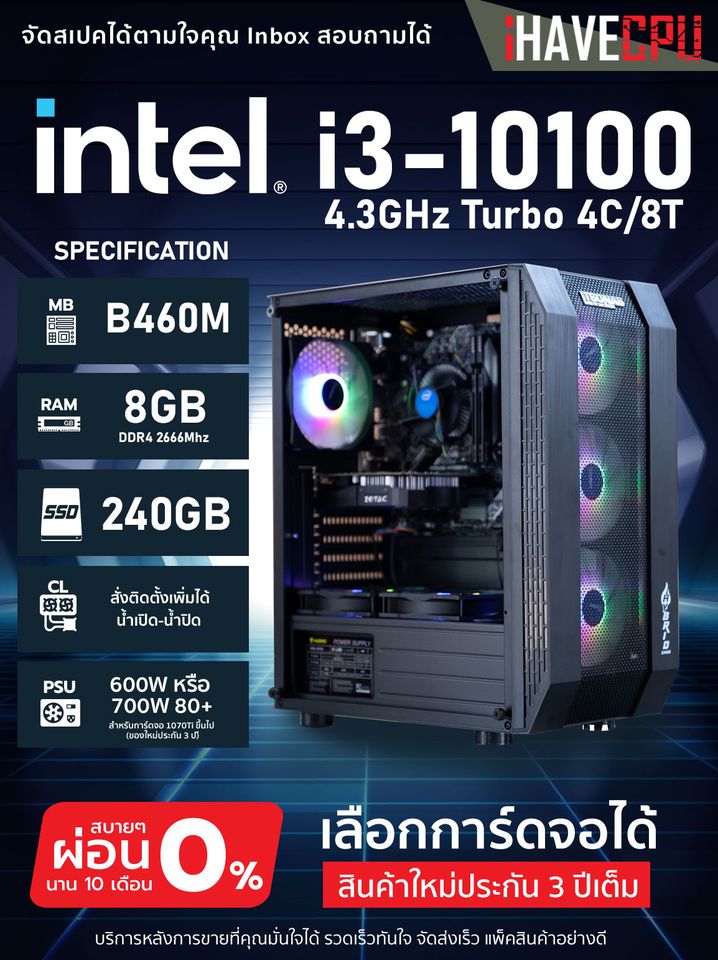 จัดสเปคได้ตามใจคุณ Inbox สอบถามได้
iHAVECPU
intel® i3-10100
4.3GHz Turbo 4C/8T
SPECIFICATION
MB
B460M
RAM
GB
8GB
DDR4 2666Mhz
SSD
240GB
CL
สั่งติดตั้งเพิ่มได้
น้ำเปิด-น้ำปิด
PSU
600W หรือ
700W 80+
สำหรับการ์ดจอ 1070Ti ขึ้นไป
(ของใหม่ประกัน 3 ปี)
ZOTAC
intel
POWER SUPPLY
TSUNAMI
HYBRID
สบายๆ
ผ่อน 0%
นาน 10 เดือน
เลือกการ์ดจอได้
สินค้าใหม่ประกัน 3 ปีเต็ม
บริการหลังการขายที่คุณมั่นใจได้ รวดเร็วทันใจ จัดส่งเร็ว แพ็คสินค้าอย่างดี